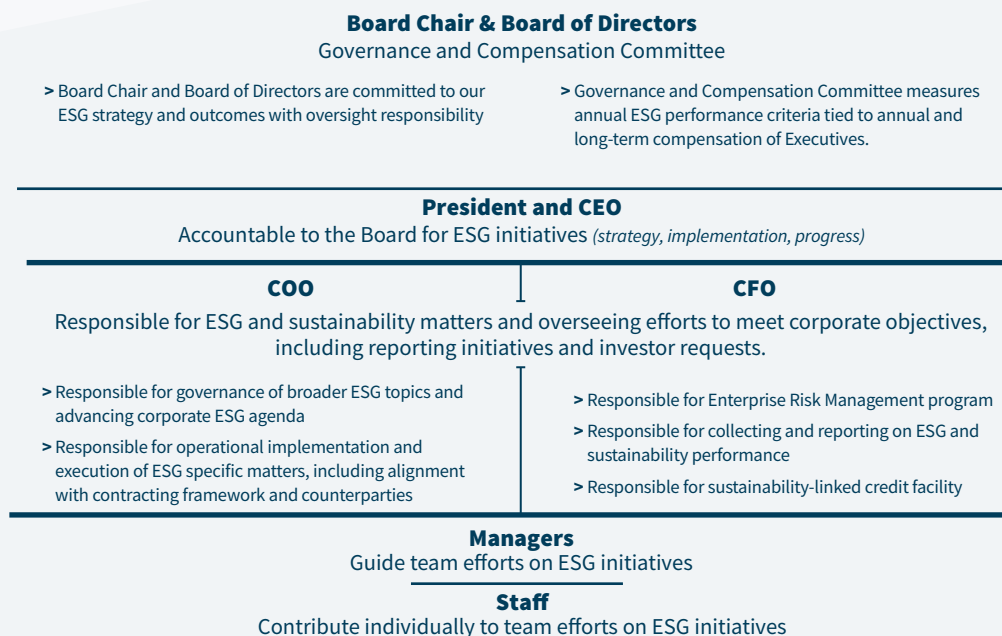 Board Chair & Board of Directors
Governance and Compensation Committee
> Board Chair and Board of Directors are committed to our
ESG strategy and outcomes with oversight responsibility
> Governance and Compensation Committee measures
annual ESG performance criteria tied to annual and
long-term compensation of Executives.
President and CEO
Accountable to the Board for ESG initiatives (strategy, implementation, progress)
COO
CFO
Responsible for ESG and sustainability matters and overseeing efforts to meet corporate objectives,
including reporting initiatives and investor requests.
> Responsible for governance of broader ESG topics and
advancing corporate ESG agenda
> Responsible for operational implementation and
execution of ESG specific matters, including alignment
with contracting framework and counterparties
> Responsible for Enterprise Risk Management program
> Responsible for collecting and reporting on ESG and
sustainability performance
> Responsible for sustainability-linked credit facility
Managers
Guide team efforts on ESG initiatives
Staff
Contribute individually to team efforts on ESG initiatives